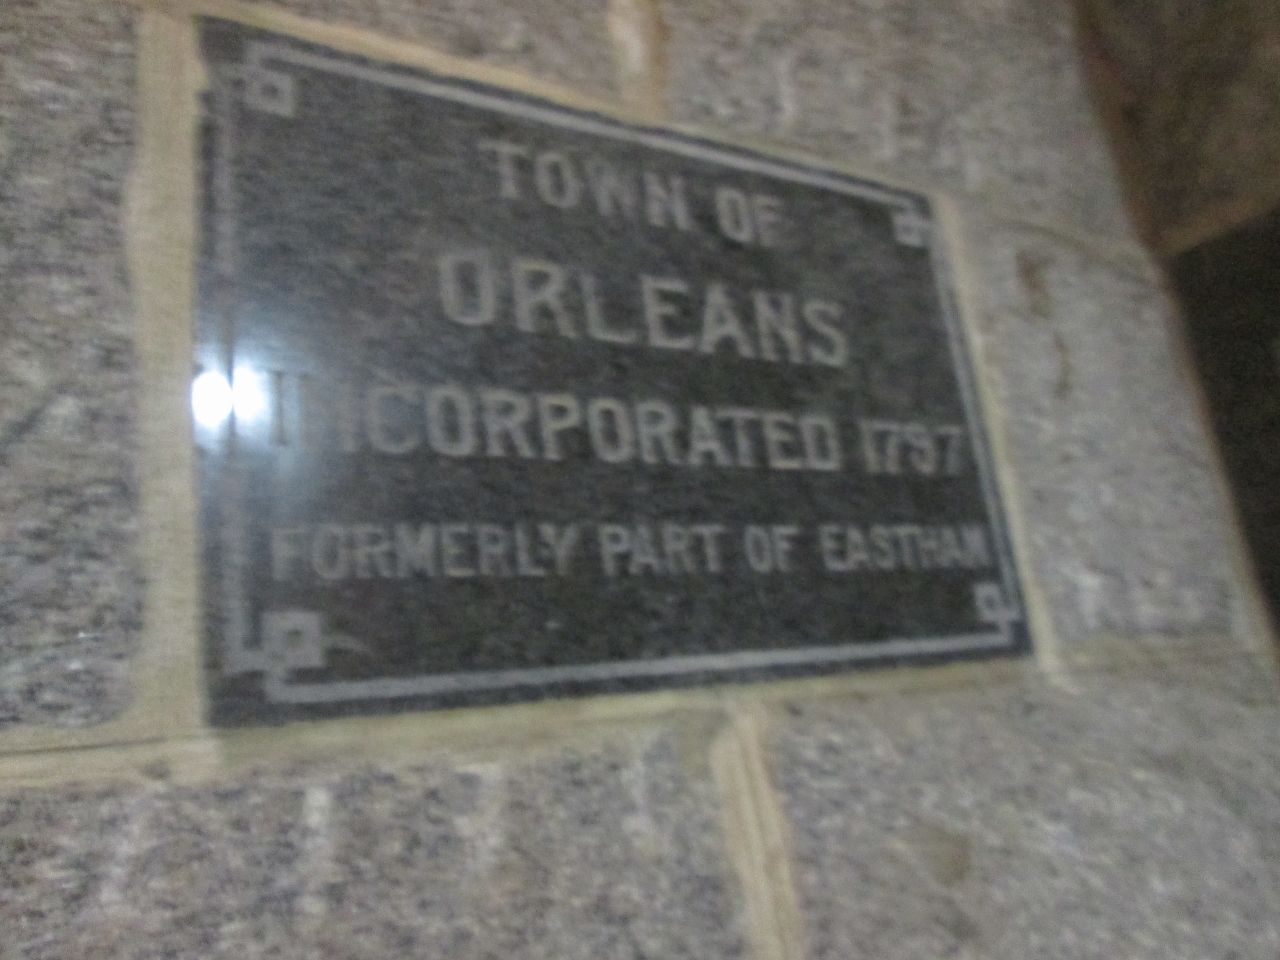 TOWN OF
ORLEANS
INCORPORATED 1797
FORMERLY PART OF EASTHAM